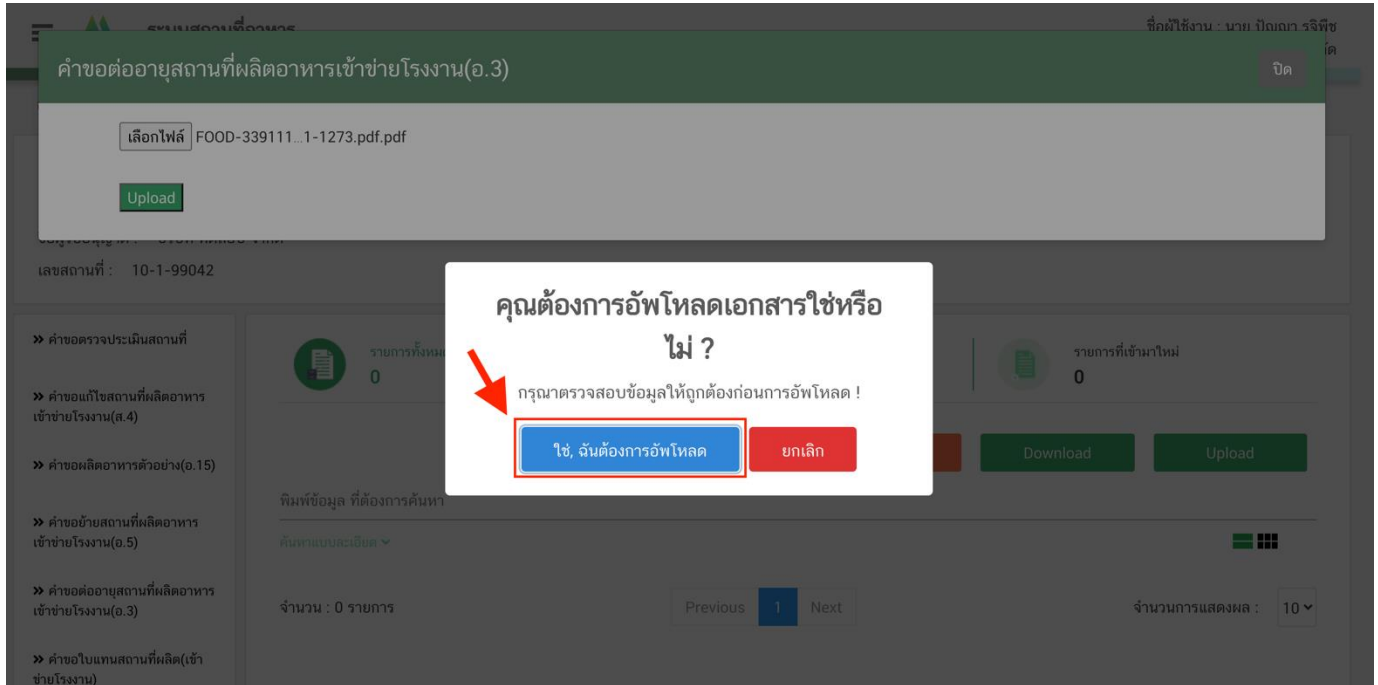 ระบบสถานที่อาหาร
ชื่อผู้ใช้งาน : นาย ปัญญา รจิพืช
คำขอต่ออายุสถานที่ผลิตอาหารเข้าข่ายโรงงาน(อ.3)
ปิด
เลือกไฟล์ FOOD-339111...1-1273.pdf.pdf
Upload
เลขสถานที่ : 10-1-99042
คุณต้องการอัพโหลดเอกสารใช่หรือ
ไม่ ?
กรุณาตรวจสอบข้อมูลให้ถูกต้องก่อนการอัพโหลด !
ใช่, ฉันต้องการอัพโหลด
ยกเลิก
» คำขอตรวจประเมินสถานที่
» คำขอแก้ไขสถานที่ผลิตอาหาร
เข้าข่ายโรงงาน(ส.4)
» คำขอผลิตอาหารตัวอย่าง(อ.15)
» คำขอย้ายสถานที่ผลิตอาหาร
เข้าข่ายโรงงาน(อ.5)
» คำขอต่ออายุสถานที่ผลิตอาหาร
เข้าข่ายโรงงาน(อ.3)
» คำขอใบแทนสถานที่ผลิต(เข้า
ข่ายโรงงาน)
รายการทั้งหมด
0
รายการที่เข้ามาใหม่
0
Download
Upload
พิมพ์ข้อมูล ที่ต้องการค้นหา
ค้นหาแบบละเอียด
จำนวน : 0 รายการ
Previous 1 Next
จำนวนการแสดงผล : 10